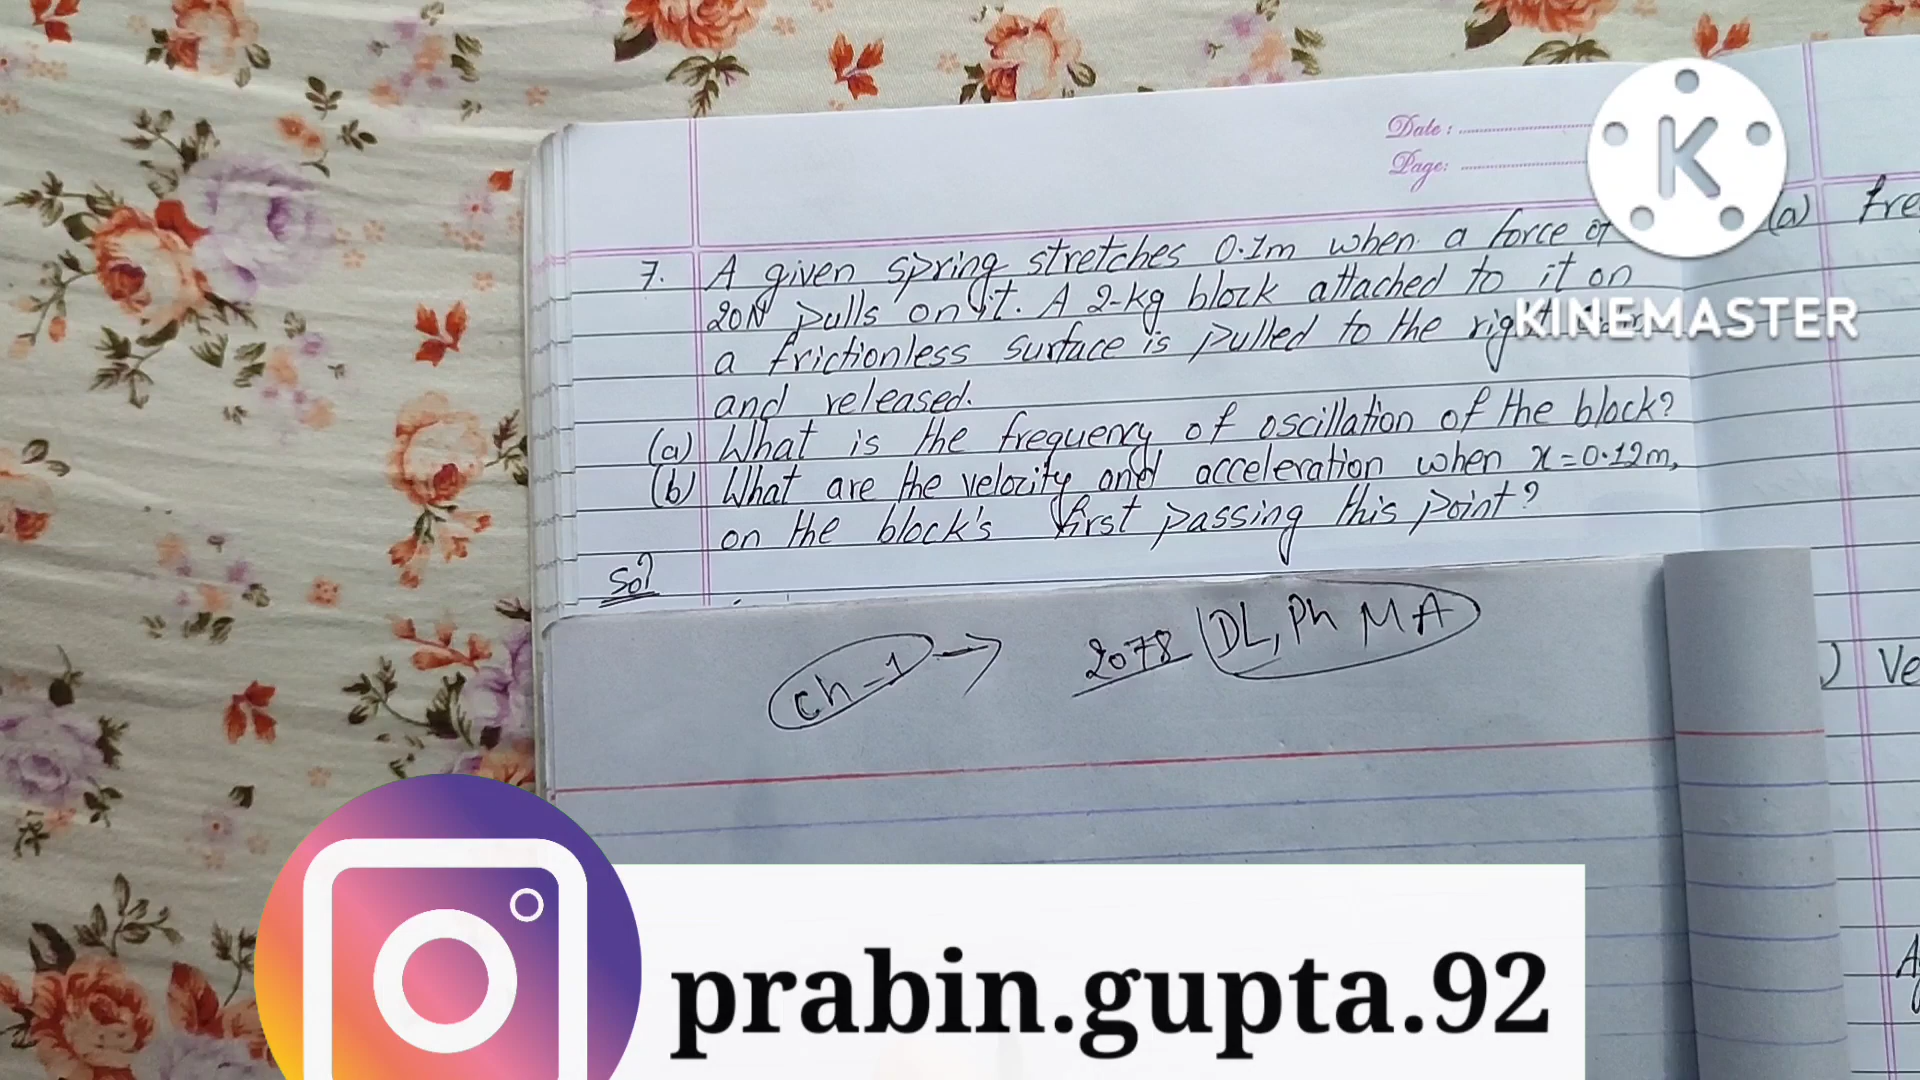 Date :
Page:
(a) Fre
7. A given spring stretches 0.1m when a force of
20N pulls on it. A 2-kg block attached to it on
a frictionless surface is pulled to the right
and released.
(a) What is the frequency of oscillation of the block?
(b) What are the velocity and acceleration when x=0.12m,
on the block's first passing this point?
Soln
Ch-1 → 2078 (DL, Ph MA)
) Ve
K
KINEMASTER
prabin.gupta.92